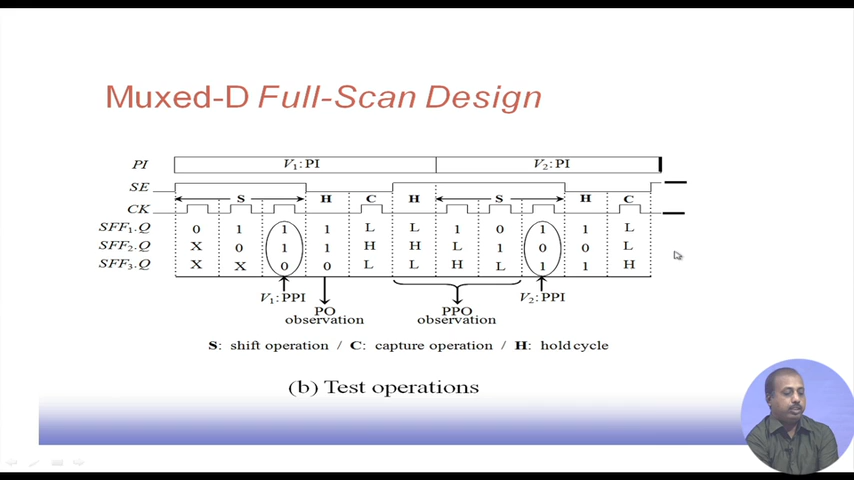 Muxed-D Full-Scan Design
PI V₁:PI V₂:PI
SE S H C H S H C
CK
SFF₁.Q 0 1 1 1 L L 1 0 1 1 L
SFF₂.Q X 0 1 1 H H L 1 0 0 L
SFF₃.Q X X 0 0 L L H L 1 1 H
V₁:PPI PO observation PPO observation V₂:PPI
S: shift operation / C: capture operation / H: hold cycle
(b) Test operations